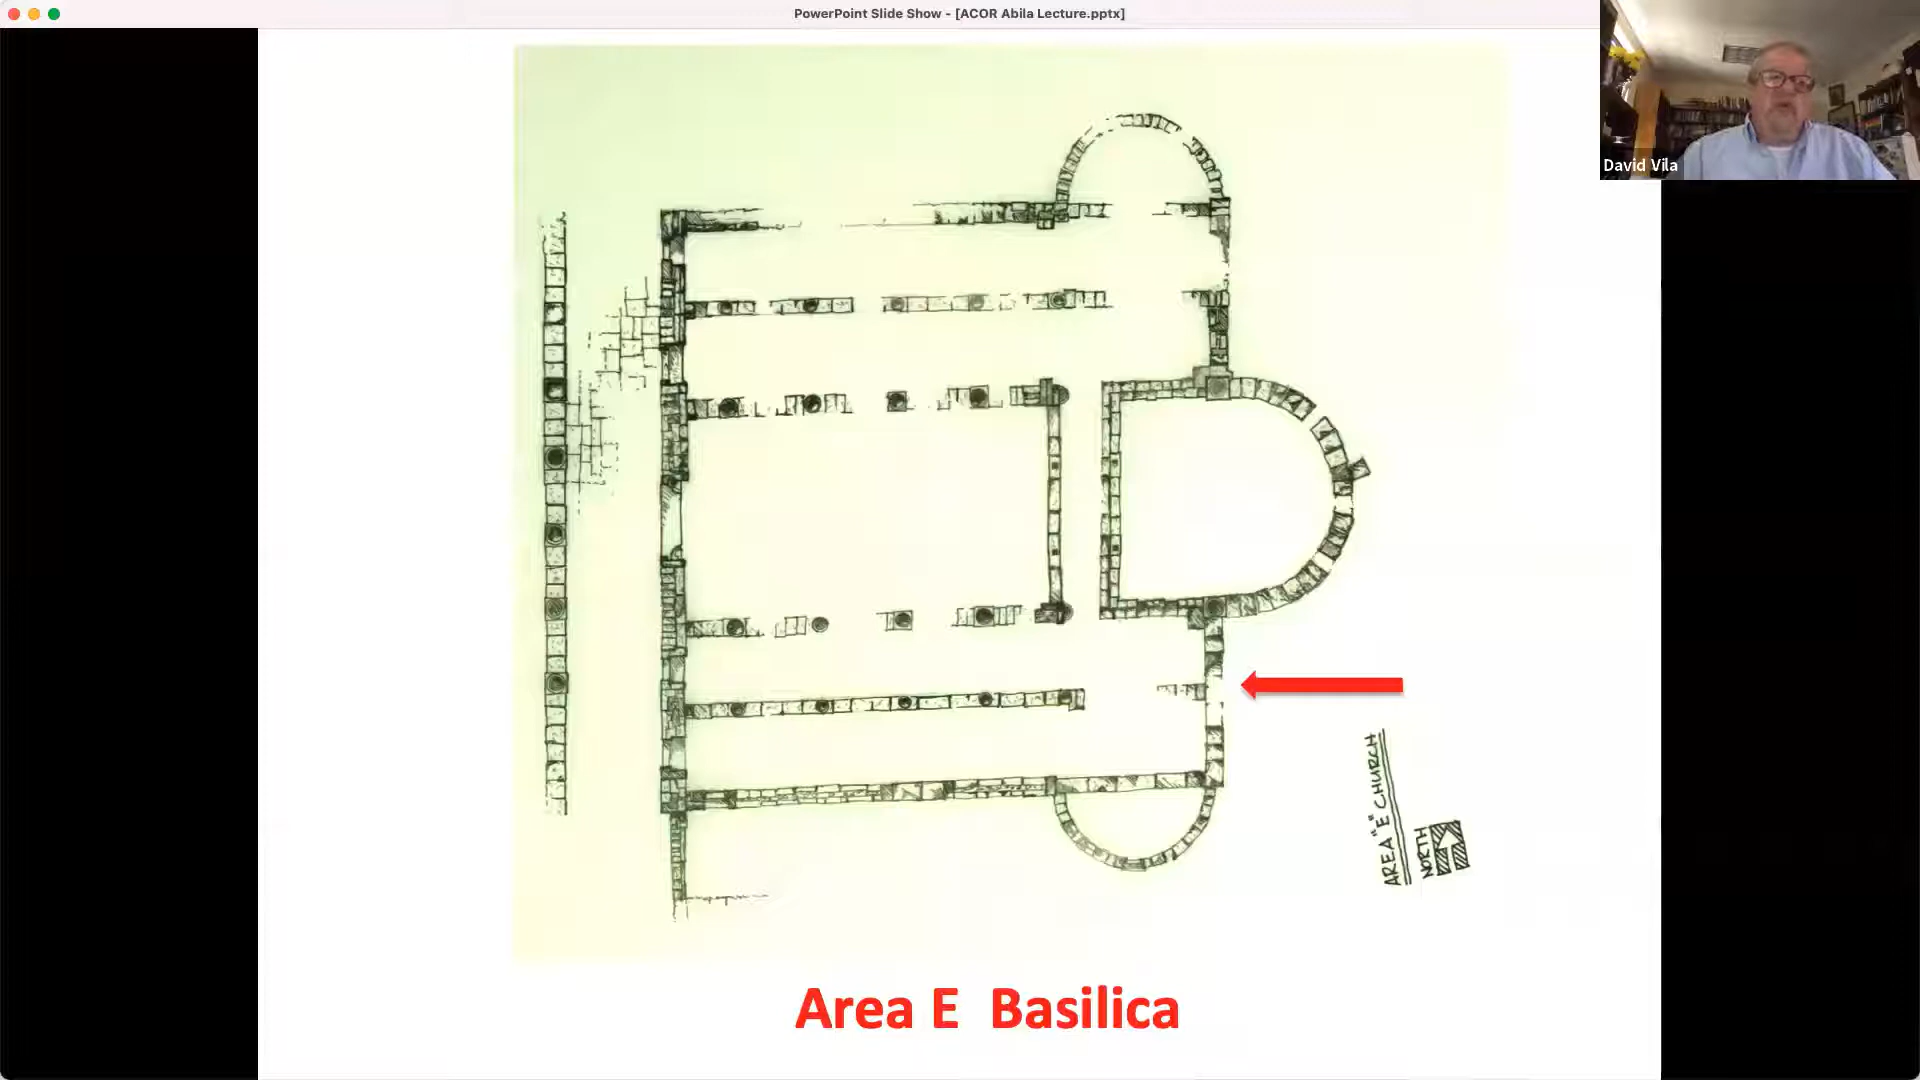 PowerPoint Slide Show - [ACOR Abila Lecture.pptx]
David Vila
AREA "E" CHURCH
NORTH
Area E Basilica